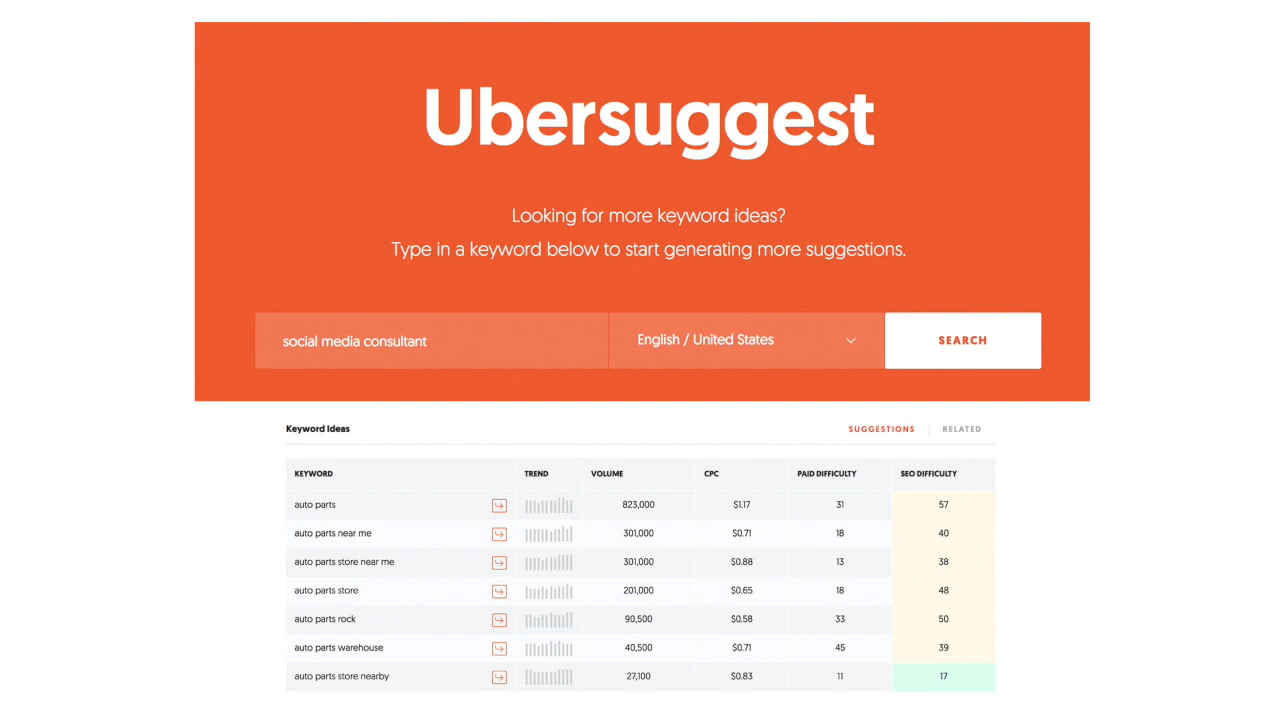 Ubersuggest
Looking for more keyword ideas?
Type in a keyword below to start generating more suggestions.
social media consultant English / United States SEARCH
Keyword Ideas SUGGESTIONS RELATED
KEYWORD TREND VOLUME CPC PAID DIFFICULTY SEO DIFFICULTY
auto parts 823,000 $1.17 31 57
auto parts near me 301,000 $0.71 18 40
auto parts store near me 301,000 $0.88 13 38
auto parts store 201,000 $0.65 18 48
auto parts rock 90,500 $0.58 33 50
auto parts warehouse 40,500 $0.71 45 39
auto parts store nearby 27,100 $0.83 11 17